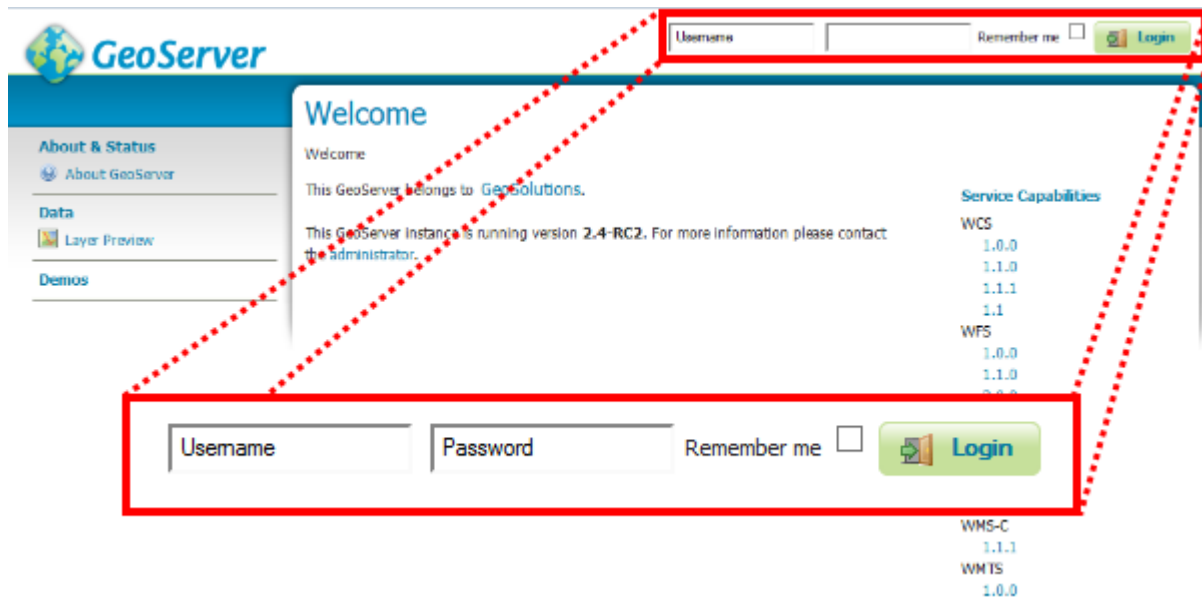 GeoServer
Username Remember me Login
Welcome
About & Status
About GeoServer
Data
Layer Preview
Demos
Welcome
This GeoServer belongs to GeoSolutions.
This GeoServer instance is running version 2.4-RC2. For more information please contact
the administrator.
Service Capabilities
WCS
1.0.0
1.1.0
1.1.1
1.1
WFS
1.0.0
1.1.0
Username Password Remember me Login
WMS-C
1.1.1
WMTS
1.0.0